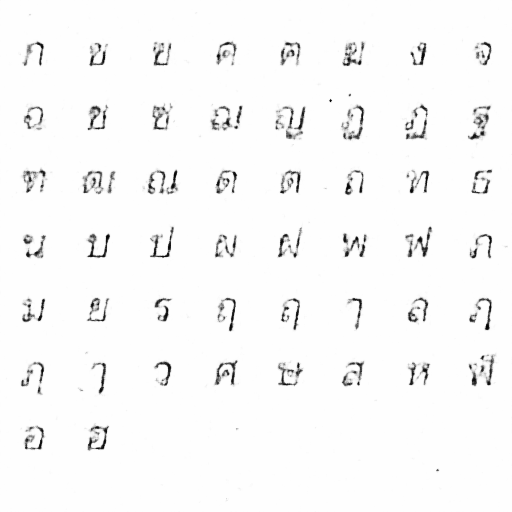 ก ข ฃ ค ฅ ฆ ง จ
ฉ ช ซ ฌ ญ ฎ ฏ ฐ
ฑ ฒ ณ ด ต ถ ท ธ
น บ ป ผ ฝ พ ฟ ภ
ม ย ร ฤ ฤ ๅ ล ฦ
ฦ ๅ ว ศ ษ ส ห ฬ
อ ฮ